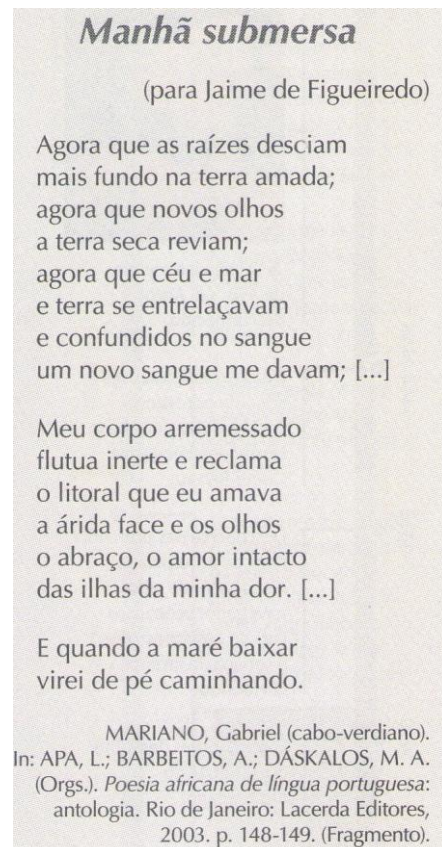 Manhã submersa
(para Jaime de Figueiredo)
Agora que as raízes desciam
mais fundo na terra amada;
agora que novos olhos
a terra seca reviam;
agora que céu e mar
e terra se entrelaçavam
e confundidos no sangue
um novo sangue me davam; [...]
Meu corpo arremessado
flutua inerte e reclama
o litoral que eu amava
a árida face e os olhos
o abraço, o amor intacto
das ilhas da minha dor. [...]
E quando a maré baixar
virei de pé caminhando.
MARIANO, Gabriel (cabo-verdiano).
In: APA, L.; BARBEITOS, A.; DÁSKALOS, M. A.
(Orgs.). Poesia africana de língua portuguesa:
antologia. Rio de Janeiro: Lacerda Editores,
2003. p. 148-149. (Fragmento).